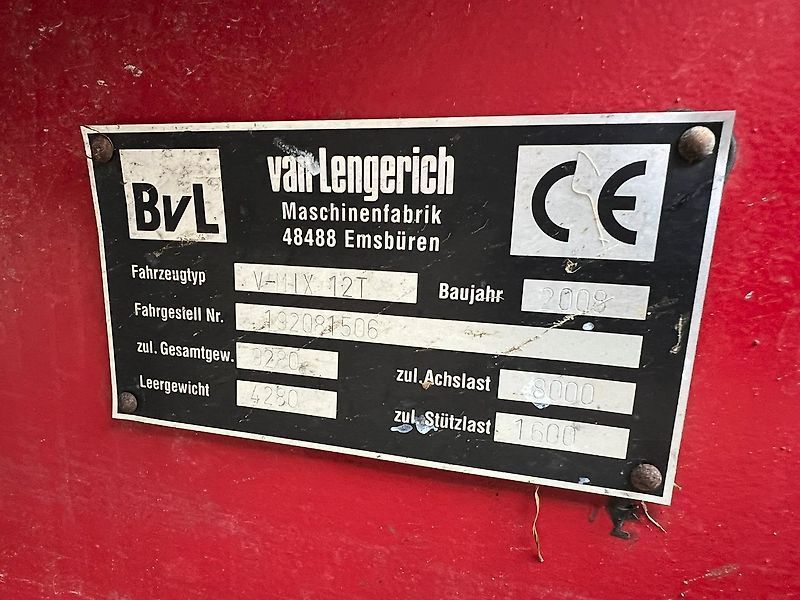 BvL
van Lengerich
Maschinenfabrik
48488 Emsbüren
CE
Fahrzeugtyp V-MIX 12T
Baujahr 2008
Fahrgestell Nr. 192081506
zul. Gesamtgew.
zul. Achslast 8000
Leergewicht 4280
zul. Stützlast 1600